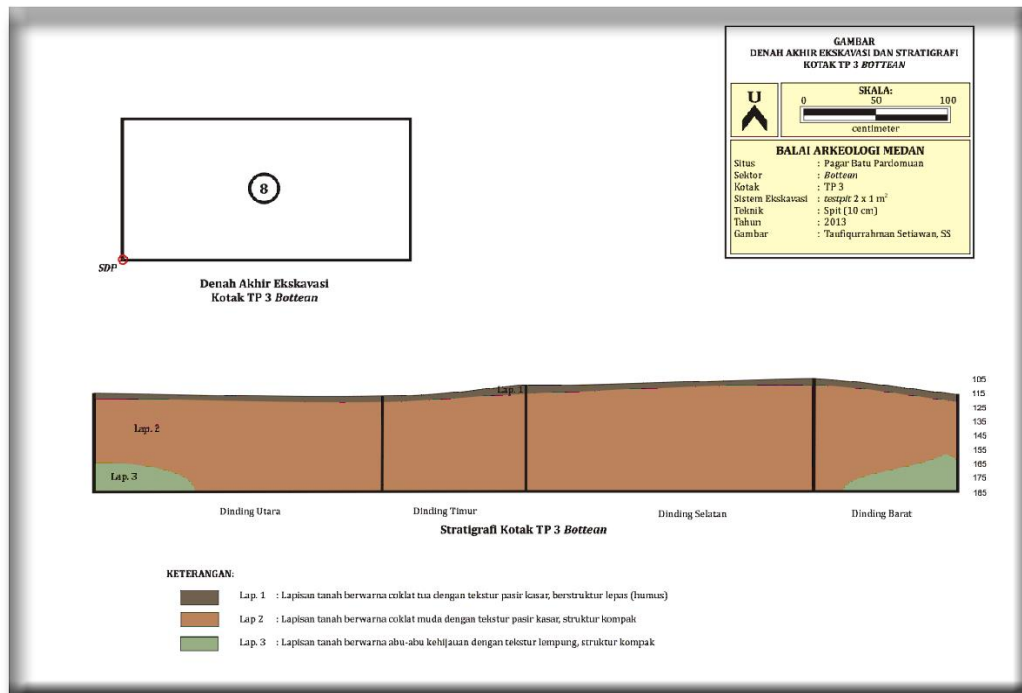 GAMBAR
DENAH AKHIR EKSKAVASI DAN STRATIGRAFI
KOTAK TP 3 BOTTEAN
U
SKALA:
0 50 100
centimeter
BALAI ARKEOLOGI MEDAN
Situs : Pagar Batu Pardomuan
Sektor : Bottean
Kotak : TP 3
Sistem Ekskavasi : testpit 2 x 1 m²
Teknik : Spit (10 cm)
Tahun : 2013
Gambar : Taufiqurrahman Setiawan, SS
8
SDP
Denah Akhir Ekskavasi
Kotak TP 3 Bottean
Lap. 1
Lap. 2
Lap. 3
105
115
125
135
145
155
165
175
185
Dinding Utara Dinding Timur Dinding Selatan Dinding Barat
Stratigrafi Kotak TP 3 Bottean
KETERANGAN:
Lap. 1 : Lapisan tanah berwarna coklat tua dengan tekstur pasir kasar, berstruktur lepas (humus)
Lap 2 : Lapisan tanah berwarna coklat muda dengan tekstur pasir kasar, struktur kompak
Lap. 3 : Lapisan tanah berwarna abu-abu kehijauan dengan tekstur lempung, struktur kompak